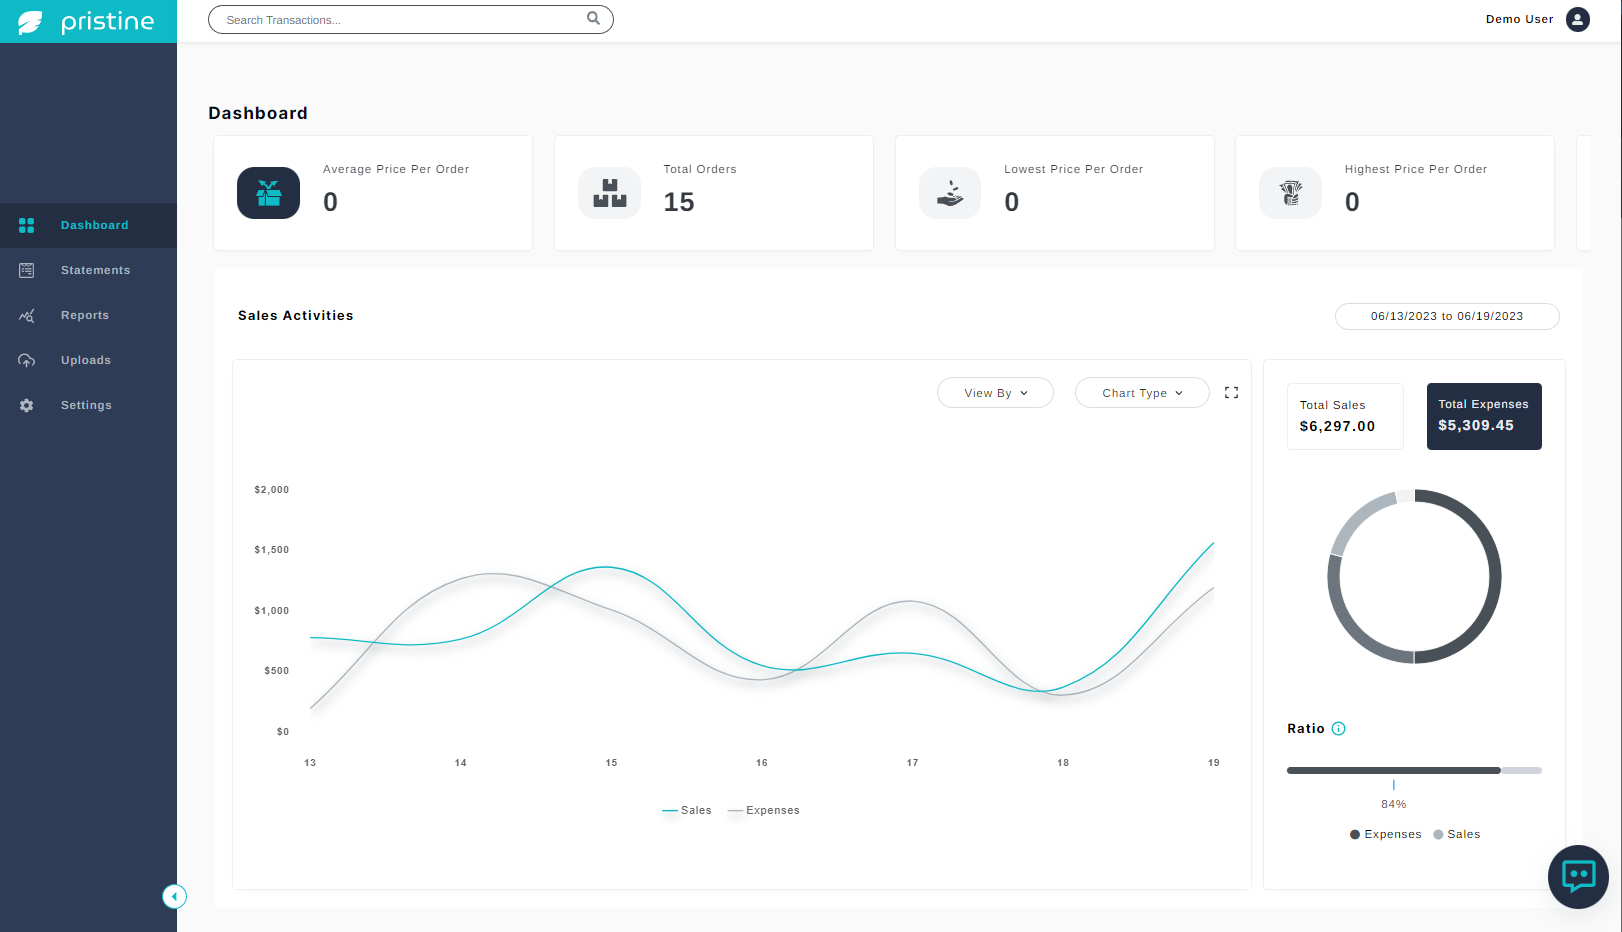 pristine
Search Transactions...
Demo User
Dashboard
Statements
Reports
Uploads
Settings
Dashboard
Average Price Per Order
0
Total Orders
15
Lowest Price Per Order
0
Highest Price Per Order
0
Sales Activities
06/13/2023 to 06/19/2023
View By
Chart Type
$2,000
$1,500
$1,000
$500
$0
13 14 15 16 17 18 19
Sales Expenses
Total Sales
$6,297.00
Total Expenses
$5,309.45
Ratio
84%
Expenses Sales